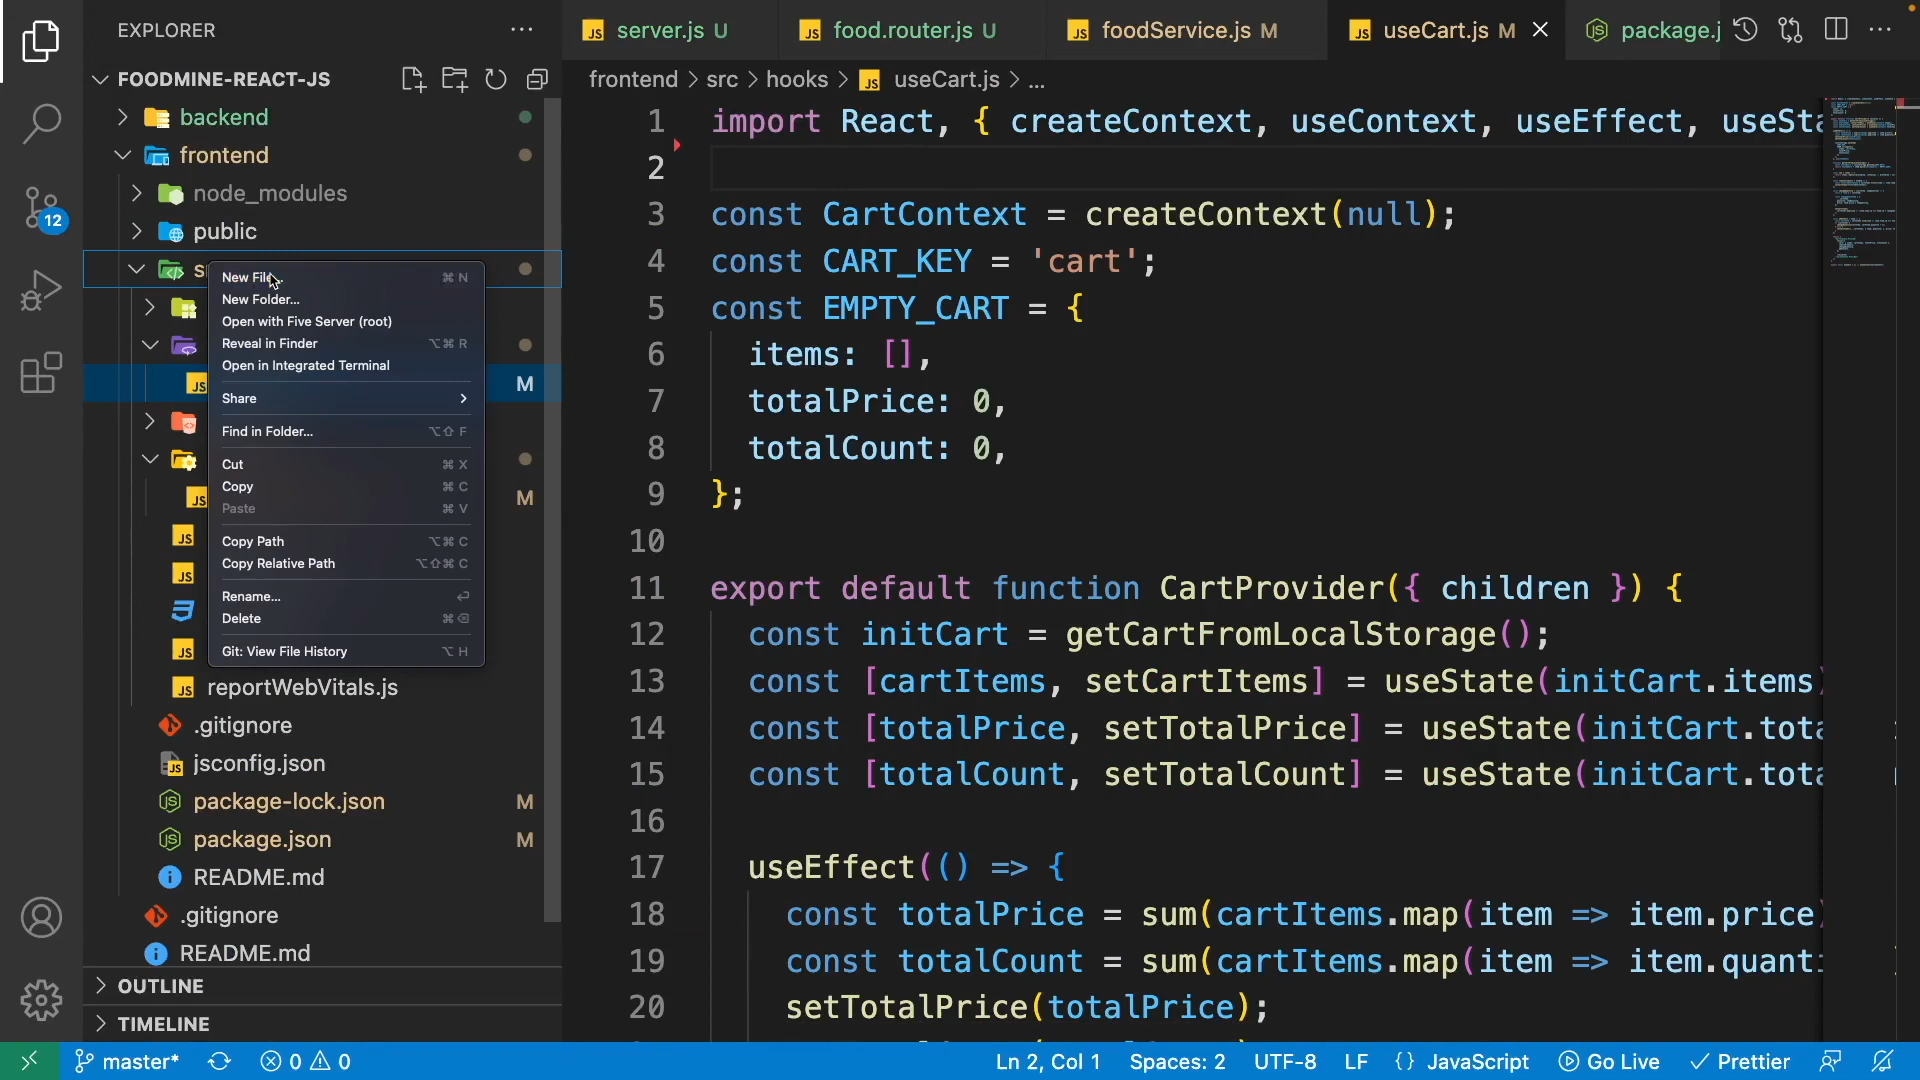 EXPLORER
server.js U
food.router.js U
foodService.js M
useCart.js M
package.j
FOODMINE-REACT-JS
frontend > src > hooks > useCart.js > ...
backend
frontend
node_modules
public
s
New File...
⌘ N
New Folder...
Open with Five Server (root)
Reveal in Finder
⌥⌘ R
Open in Integrated Terminal
Share
Find in Folder...
⌥⇧ F
Cut
⌘ X
Copy
⌘ C
Paste
⌘ V
Copy Path
⌥⌘ C
Copy Relative Path
⌥⇧⌘ C
Rename...
Delete
Git: View File History
⌥ H
M
M
reportWebVitals.js
.gitignore
jsconfig.json
package-lock.json M
package.json M
README.md
.gitignore
README.md
OUTLINE
TIMELINE
12
1 import React, { createContext, useContext, useEffect, useSta
2
3 const CartContext = createContext(null);
4 const CART_KEY = 'cart';
5 const EMPTY_CART = {
6 items: [],
7 totalPrice: 0,
8 totalCount: 0,
9 };
10
11 export default function CartProvider({ children }) {
12 const initCart = getCartFromLocalStorage();
13 const [cartItems, setCartItems] = useState(initCart.items)
14 const [totalPrice, setTotalPrice] = useState(initCart.tota
15 const [totalCount, setTotalCount] = useState(initCart.tota
16
17 useEffect(() => {
18 const totalPrice = sum(cartItems.map(item => item.price)
19 const totalCount = sum(cartItems.map(item => item.quanti
20 setTotalPrice(totalPrice);
master*
0
0
Ln 2, Col 1
Spaces: 2
UTF-8
LF
{ } JavaScript
Go Live
Prettier